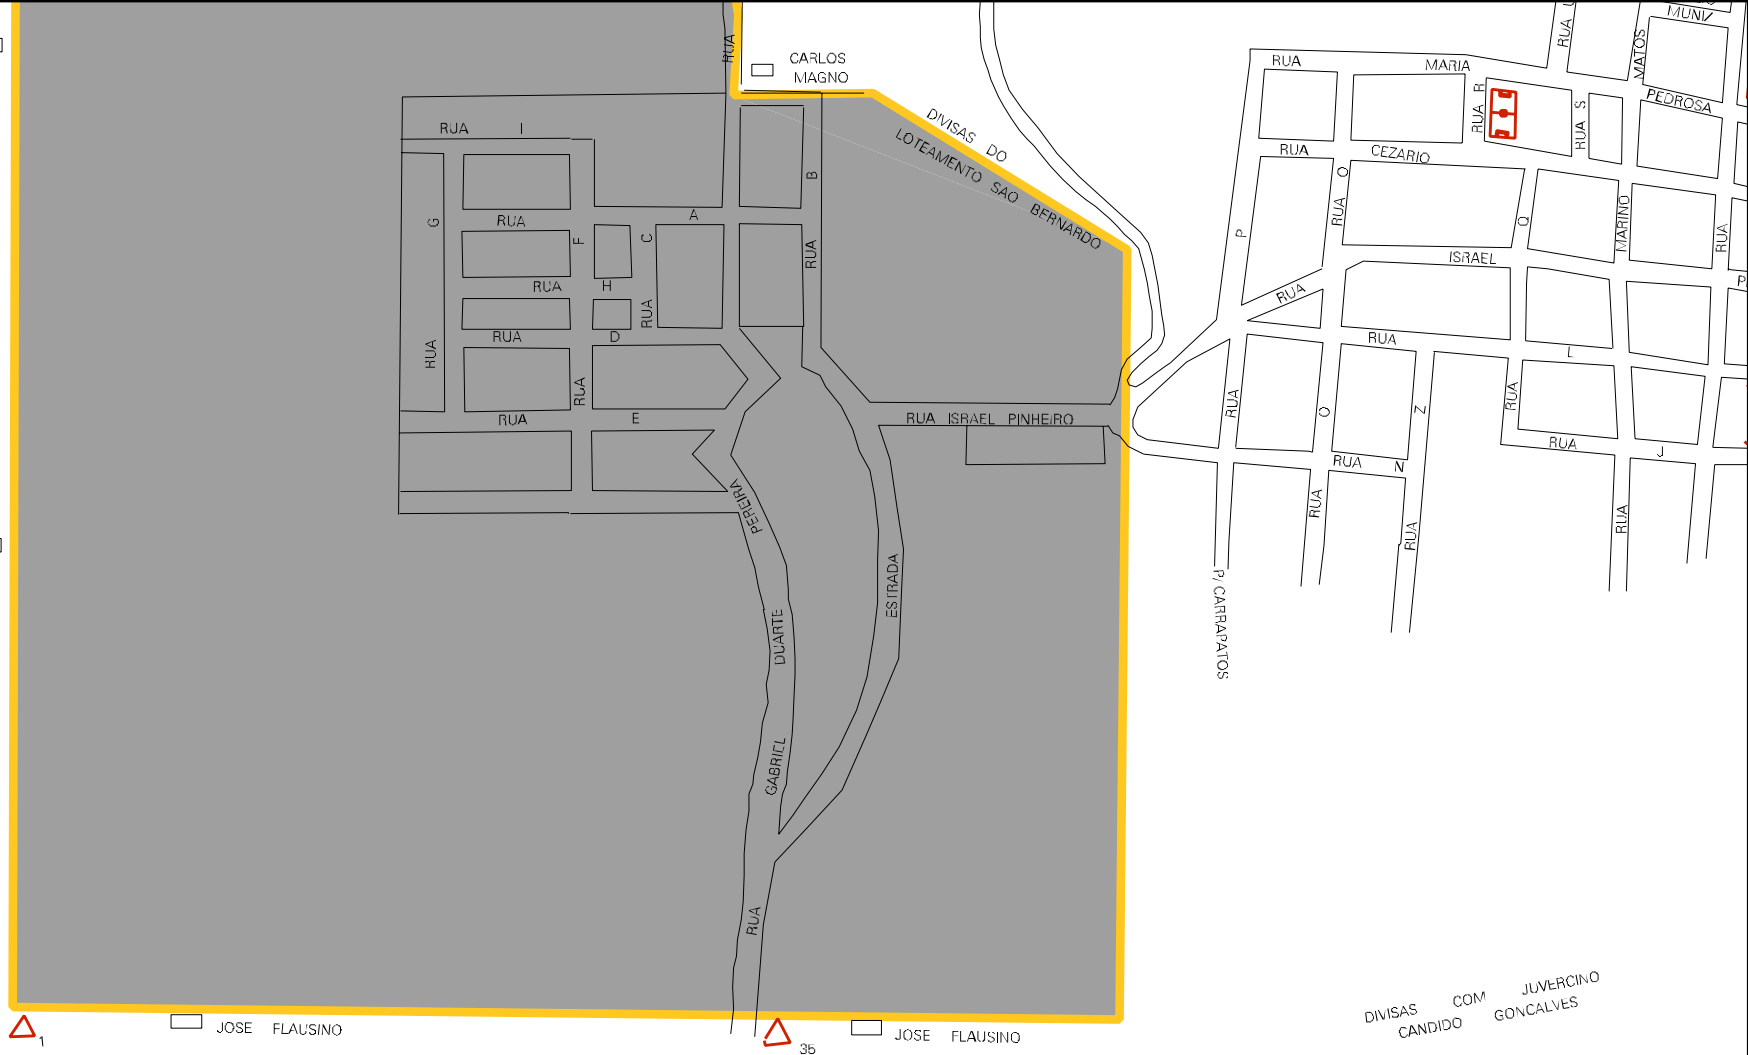 RUA
CARLOS
MAGNO
DIVISAS DO
LOTEAMENTO SAO BERNARDO
RUA I
RUA G
RUA A
RUA F
RUA C
RUA B
RUA H
RUA D
RUA E
RUA ISRAEL PINHEIRO
RUA GABRIEL DUARTE PEREIRA
ESTRADA
RUA MARIA
RUA R
RUA S
RUA
MATOS
MUNIZ
PEDROSA
RUA CEZARIO
RUA O
P
RUA
Q
MARINO
RUA
RUA ISRAEL
RUA L
RUA O
RUA Z
RUA
RUA J
RUA N
RUA
P/ CARRAPATOS
DIVISAS COM JUVERCINO
CANDIDO GONCALVES
1
JOSE FLAUSINO
35
JOSE FLAUSINO